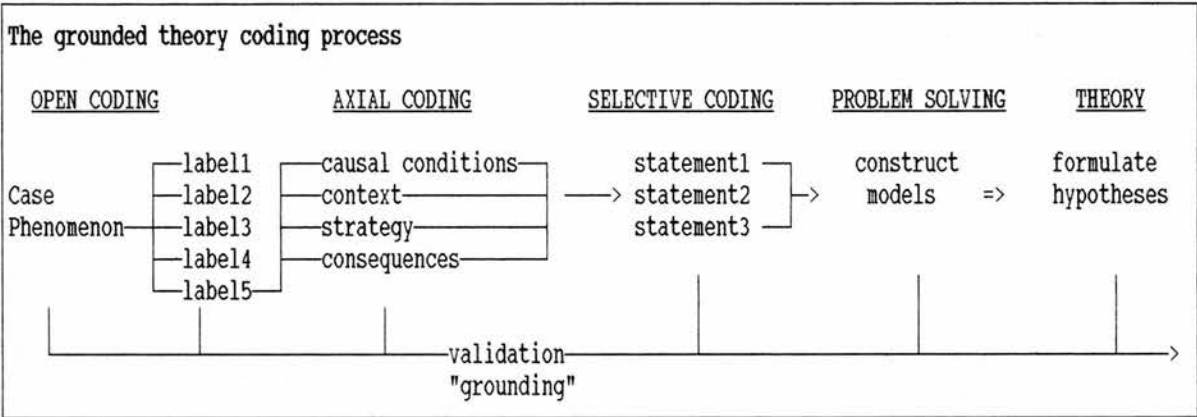 The grounded theory coding process
OPEN CODING AXIAL CODING SELECTIVE CODING PROBLEM SOLVING THEORY
label1 causal conditions statement1 construct formulate
Case label2 context statement2 models => hypotheses
Phenomenon label3 strategy statement3
label4 consequences
label5
validation
"grounding"